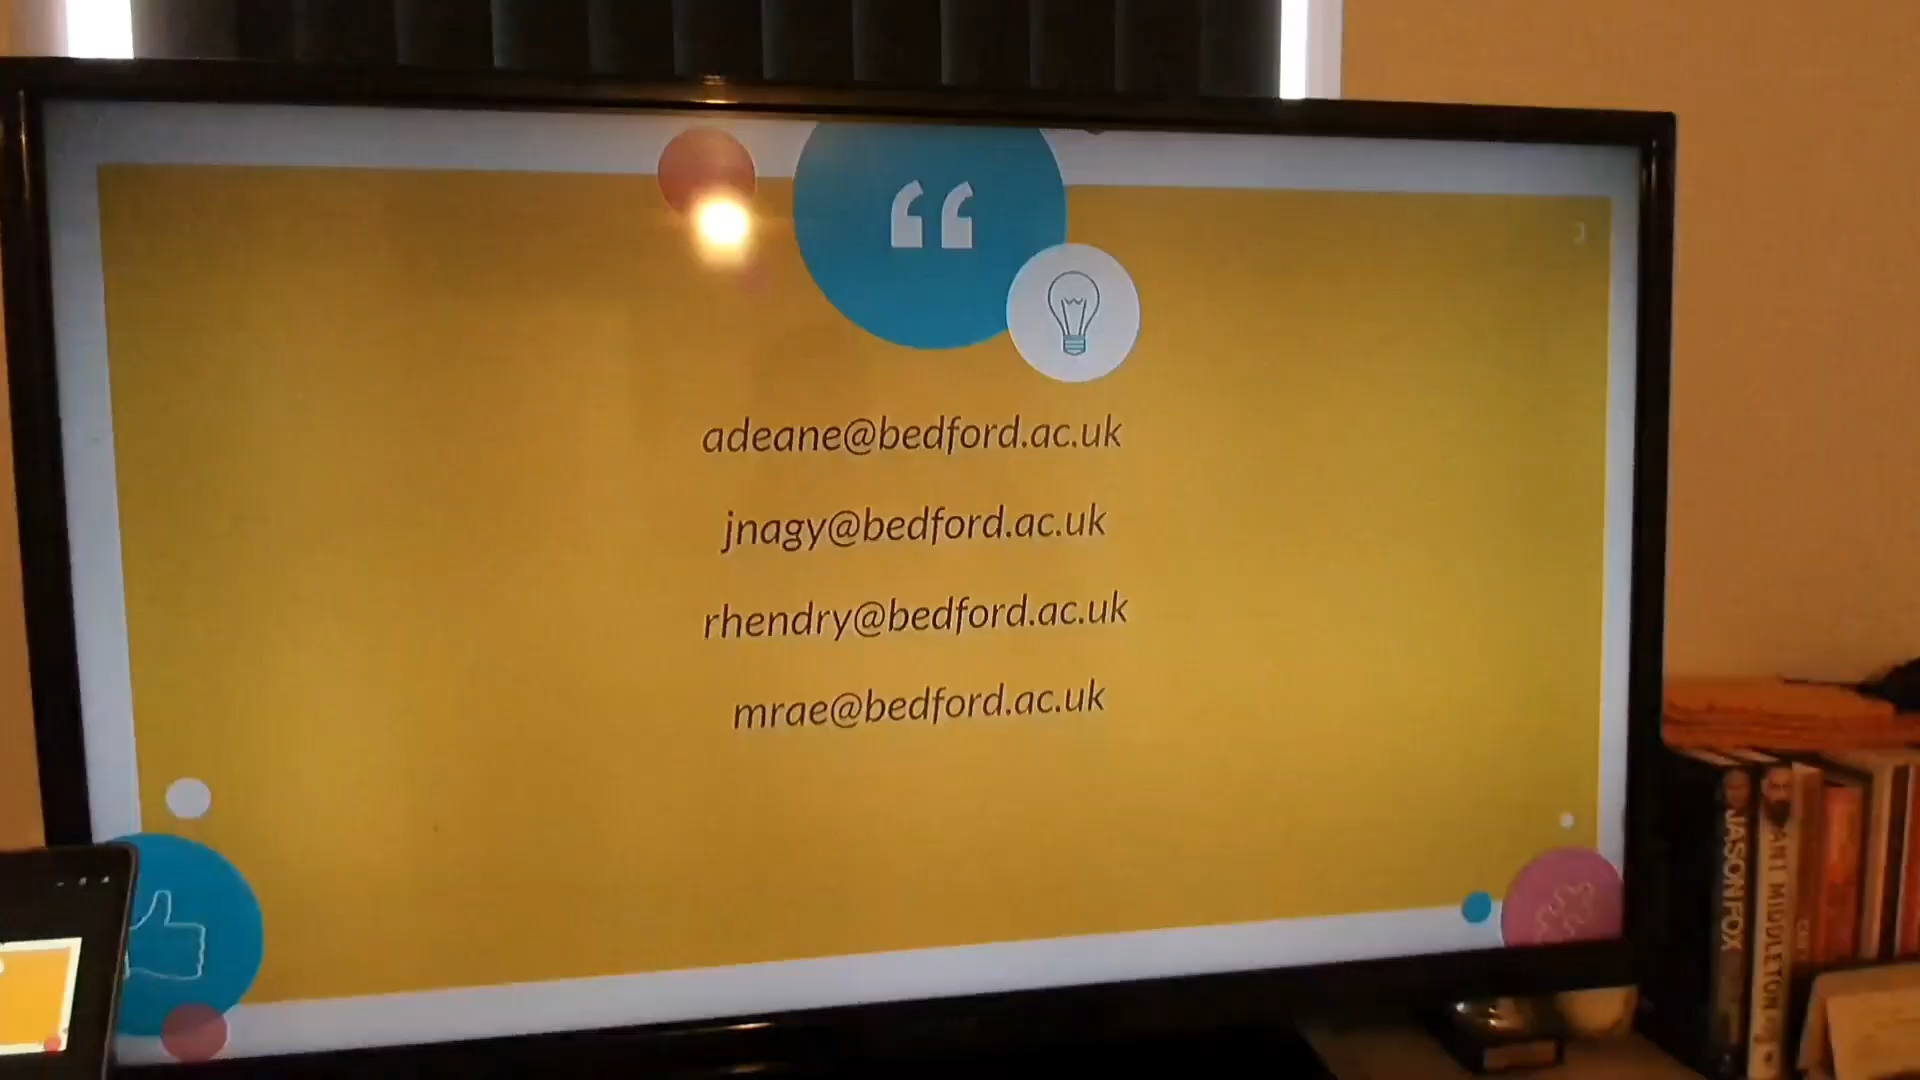 “
3
adeane@bedford.ac.uk
jnagy@bedford.ac.uk
rhendry@bedford.ac.uk
mrae@bedford.ac.uk
JASON FOX
ANT MIDDLETON